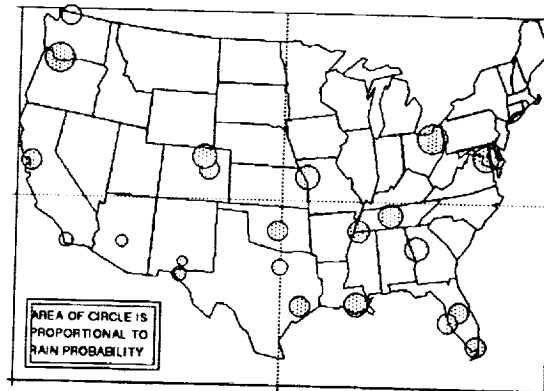 AREA OF CIRCLE IS
PROPORTIONAL TO
RAIN PROBABILITY